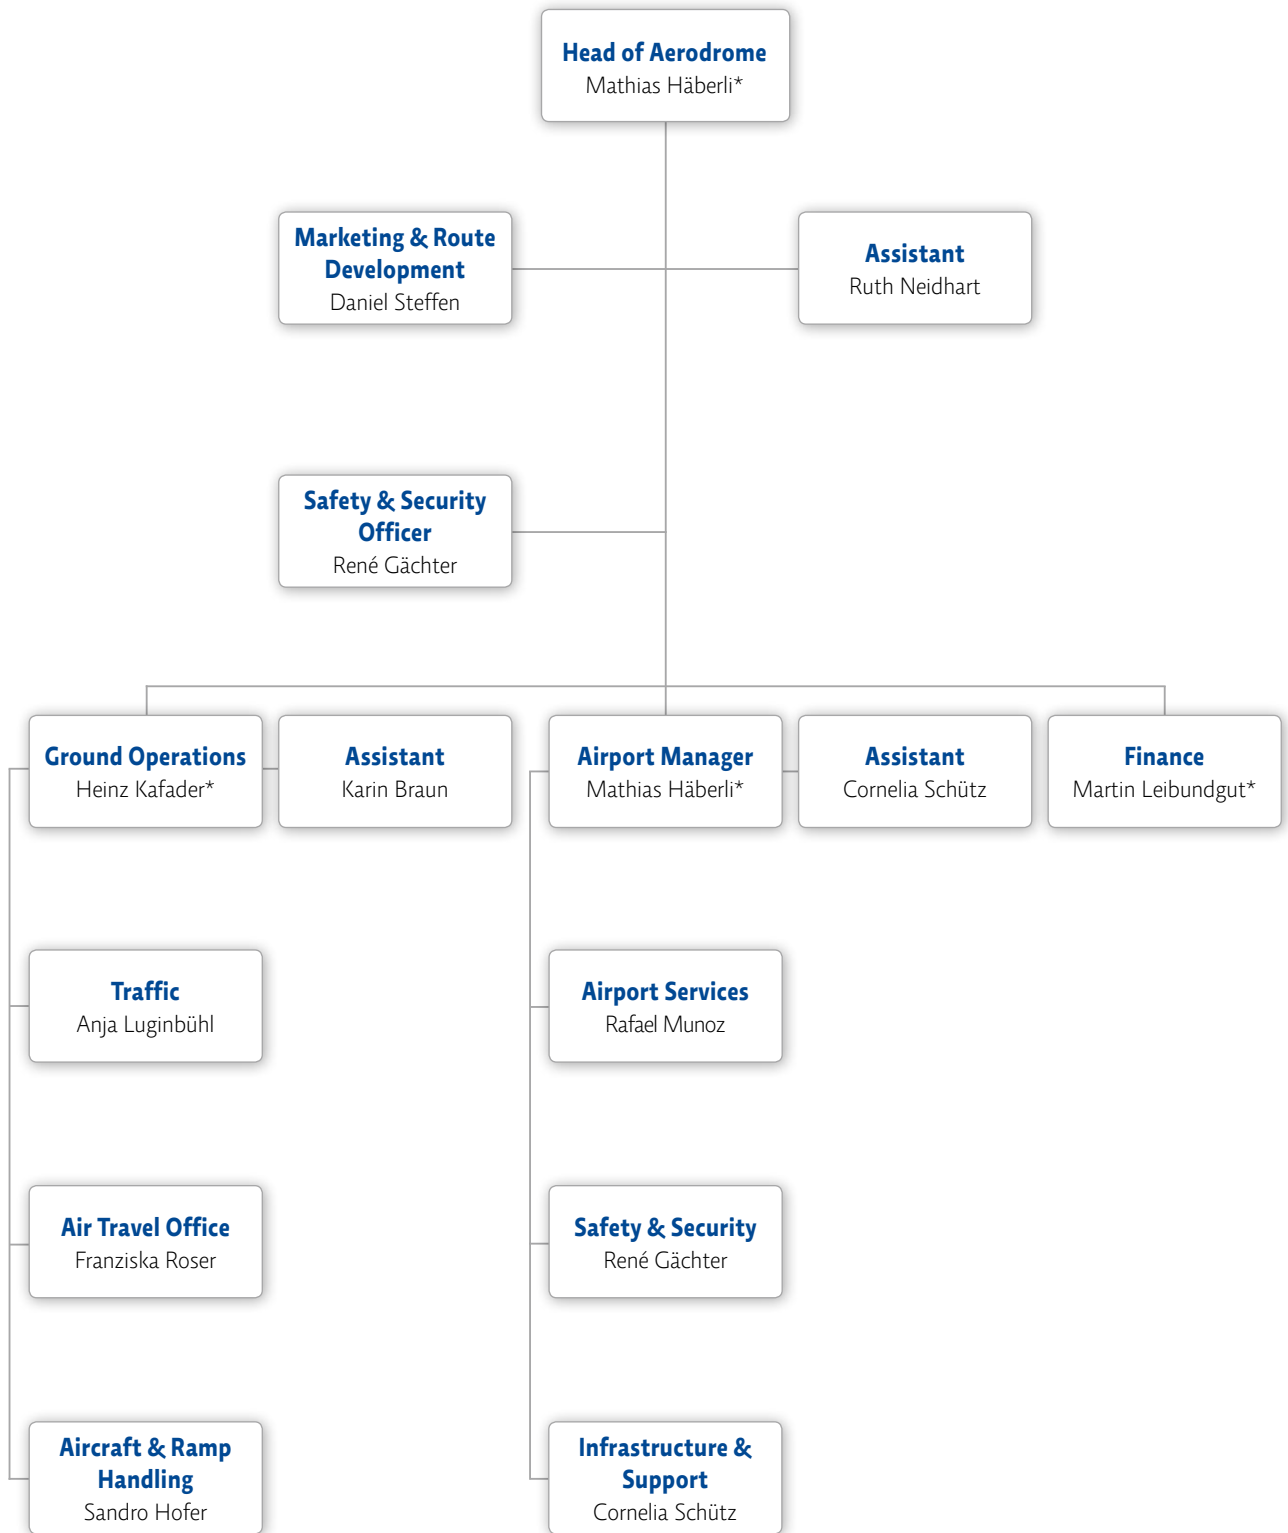 Head of Aerodrome
Mathias Häberli*
Marketing & Route
Development
Daniel Steffen
Assistant
Ruth Neidhart
Safety & Security
Officer
René Gächter
Ground Operations
Heinz Kafader*
Assistant
Karin Braun
Airport Manager
Mathias Häberli*
Assistant
Cornelia Schütz
Finance
Martin Leibundgut*
Traffic
Anja Luginbühl
Airport Services
Rafael Munoz
Air Travel Office
Franziska Roser
Safety & Security
René Gächter
Aircraft & Ramp
Handling
Sandro Hofer
Infrastructure &
Support
Cornelia Schütz